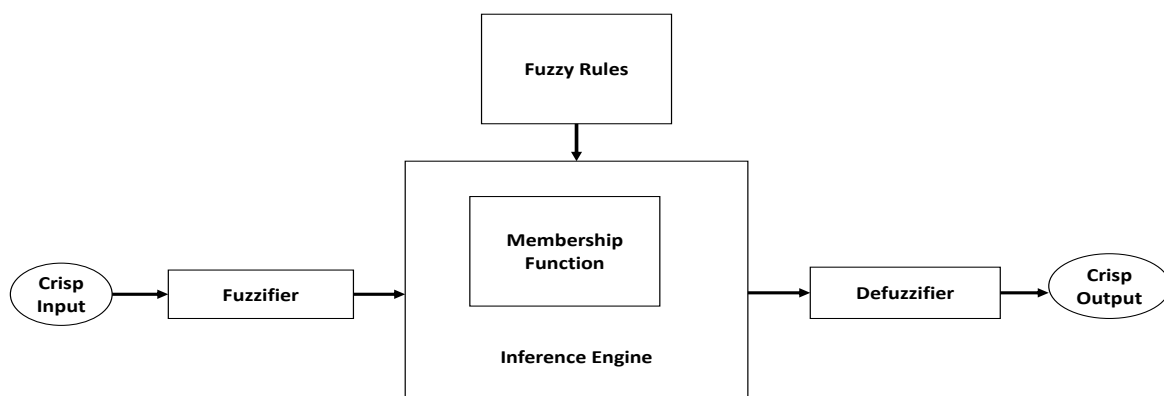 Fuzzy Rules
Membership
Function
Crisp
Input
Fuzzifier
Inference Engine
Defuzzifier
Crisp
Output